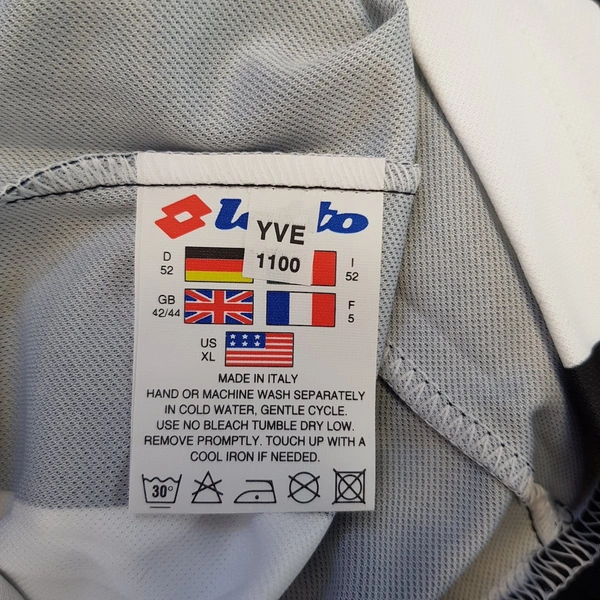 YVE
1100
D
52
I
52
GB
42/44
F
5
US
XL
MADE IN ITALY
HAND OR MACHINE WASH SEPARATELY
IN COLD WATER, GENTLE CYCLE.
USE NO BLEACH TUMBLE DRY LOW.
REMOVE PROMPTLY. TOUCH UP WITH A
COOL IRON IF NEEDED.
30°